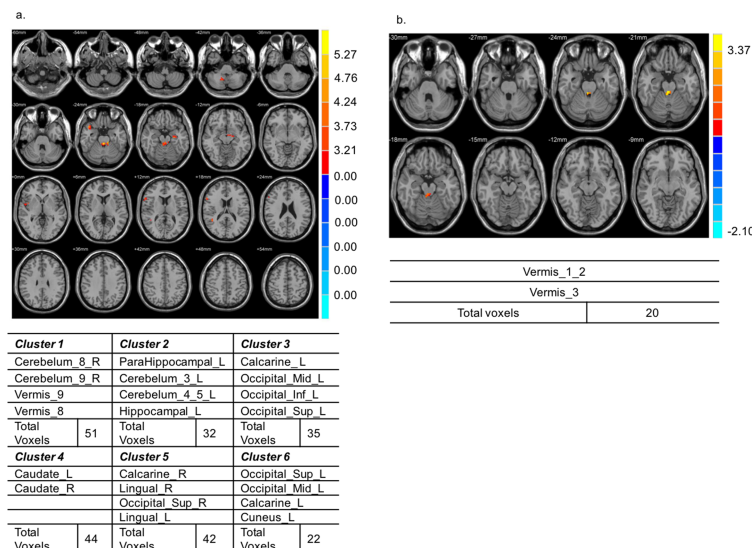 a.
-60mm -54mm -48mm -42mm -36mm
-30mm -24mm -18mm -12mm -6mm
+0mm +12mm +18mm +24mm
+30mm +36mm +42mm +48mm +54mm
5.27
4.76
4.24
3.73
3.21
0.00
0.00
0.00
0.00
0.00
0.00
Cluster 1 Cluster 2 Cluster 3
Cerebelum_8_R ParaHippocampal_L Calcarine_L
Cerebelum_9_R Cerebelum_3_L Occipital_Mid_L
Vermis_9 Cerebelum_4_5_L Occipital_Inf_L
Vermis_8 Hippocampal_L Occipital_Sup_L
Total Voxels 51 Total Voxels 32 Total Voxels 35
Cluster 4 Cluster 5 Cluster 6
Caudate_L Calcarine_R Occipital_Sup_L
Caudate_R Lingual_R Occipital_Mid_L
Occipital_Sup_R Calcarine_L
Lingual_L Cuneus_L
Total Voxels 44 Total Voxels 42 Total Voxels 22
b.
-30mm -27mm -24mm -21mm
-18mm -15mm -12mm -9mm
3.37
-2.10
Vermis_1_2
Vermis_3
Total voxels 20